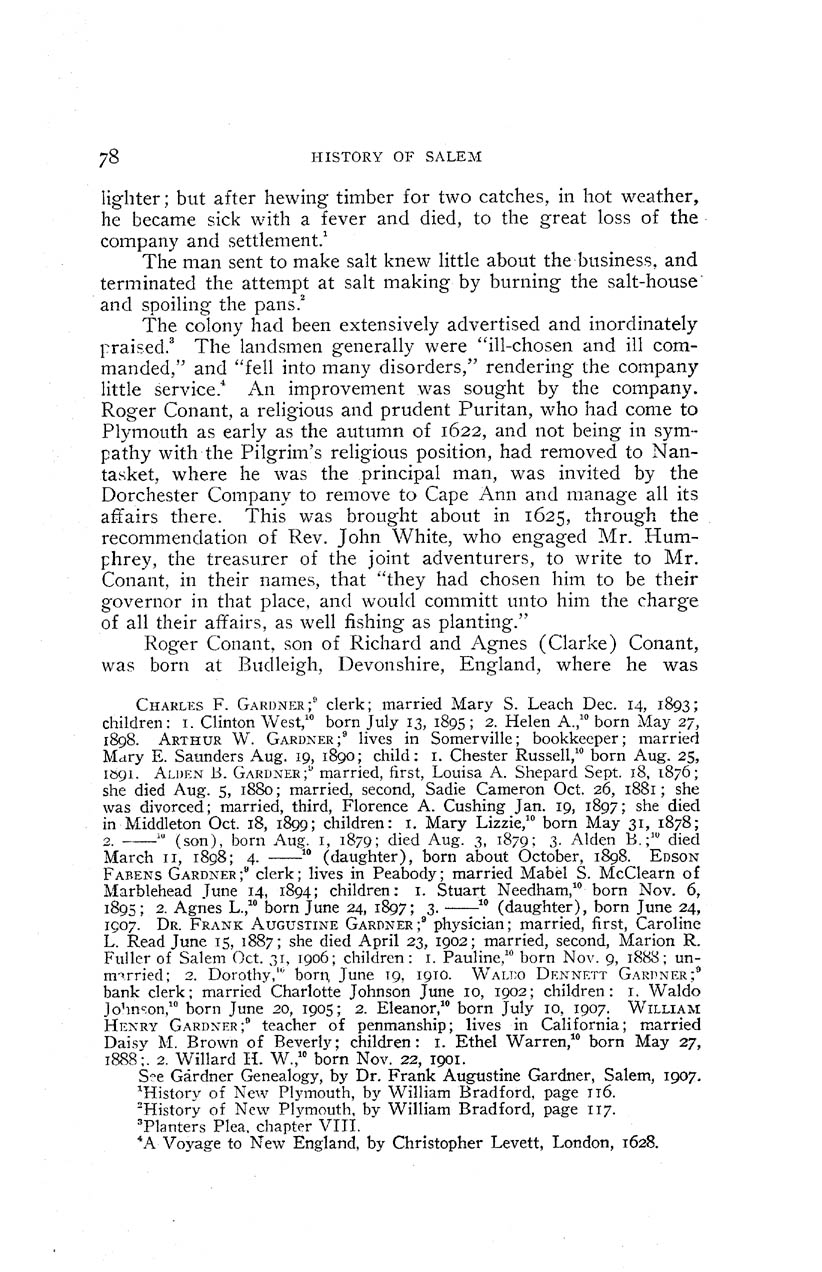 78 HISTORY OF SALEM
lighter; but after hewing timber for two catches, in hot weather,
he became sick with a fever and died, to the great loss of the
company and settlement.¹
The man sent to make salt knew little about the business, and
terminated the attempt at salt making by burning the salt-house
and spoiling the pans.²
The colony had been extensively advertised and inordinately
praised.³ The landsmen generally were "ill-chosen and ill com-
manded," and "fell into many disorders," rendering the company
little service.⁴ An improvement was sought by the company.
Roger Conant, a religious and prudent Puritan, who had come to
Plymouth as early as the autumn of 1622, and not being in sym-
pathy with the Pilgrim's religious position, had removed to Nan-
tasket, where he was the principal man, was invited by the
Dorchester Company to remove to Cape Ann and manage all its
affairs there. This was brought about in 1625, through the
recommendation of Rev. John White, who engaged Mr. Hum-
phrey, the treasurer of the joint adventurers, to write to Mr.
Conant, in their names, that "they had chosen him to be their
governor in that place, and would committ unto him the charge
of all their affairs, as well fishing as planting."
Roger Conant, son of Richard and Agnes (Clarke) Conant,
was born at Budleigh, Devonshire, England, where he was
CHARLES F. GARDNER;⁹ clerk; married Mary S. Leach Dec. 14, 1893;
children: 1. Clinton West,¹⁰ born July 13, 1895; 2. Helen A.,¹⁰ born May 27,
1898. ARTHUR W. GARDNER;⁹ lives in Somerville; bookkeeper; married
Mary E. Saunders Aug. 19, 1890; child: 1. Chester Russell,¹⁰ born Aug. 25,
1891. ALDEN B. GARDNER;⁹ married, first, Louisa A. Shepard Sept. 18, 1876;
she died Aug. 5, 1880; married, second, Sadie Cameron Oct. 26, 1881; she
was divorced; married, third, Florence A. Cushing Jan. 19, 1897; she died
in Middleton Oct. 18, 1899; children: 1. Mary Lizzie,¹⁰ born May 31, 1878;
2. ——¹⁰ (son), born Aug. 1, 1879; died Aug. 3, 1879; 3. Alden B.;¹⁰ died
March 11, 1898; 4. ——¹⁰ (daughter), born about October, 1898. EDSON
FABENS GARDNER;⁹ clerk; lives in Peabody; married Mabel S. McClearn of
Marblehead June 14, 1894; children: 1. Stuart Needham,¹⁰ born Nov. 6,
1895; 2. Agnes L.,¹⁰ born June 24, 1897; 3. ——¹⁰ (daughter), born June 24,
1907. DR. FRANK AUGUSTINE GARDNER;⁹ physician; married, first, Caroline
L. Read June 15, 1887; she died April 23, 1902; married, second, Marion R.
Fuller of Salem Oct. 31, 1906; children: 1. Pauline,¹⁰ born Nov. 9, 1888; un-
married; 2. Dorothy,¹⁰ born June 19, 1910. WALDO DENNETT GARDNER;⁹
bank clerk; married Charlotte Johnson June 10, 1902; children: 1. Waldo
Johnson,¹⁰ born June 20, 1905; 2. Eleanor,¹⁰ born July 10, 1907. WILLIAM
HENRY GARDNER;⁹ teacher of penmanship; lives in California; married
Daisy M. Brown of Beverly; children: 1. Ethel Warren,¹⁰ born May 27,
1888; 2. Willard H. W.,¹⁰ born Nov. 22, 1901.
See Gardner Genealogy, by Dr. Frank Augustine Gardner, Salem, 1907.
¹History of New Plymouth, by William Bradford, page 116.
²History of New Plymouth, by William Bradford, page 117.
³Planters Plea, chapter VIII.
⁴A Voyage to New England, by Christopher Levett, London, 1628.